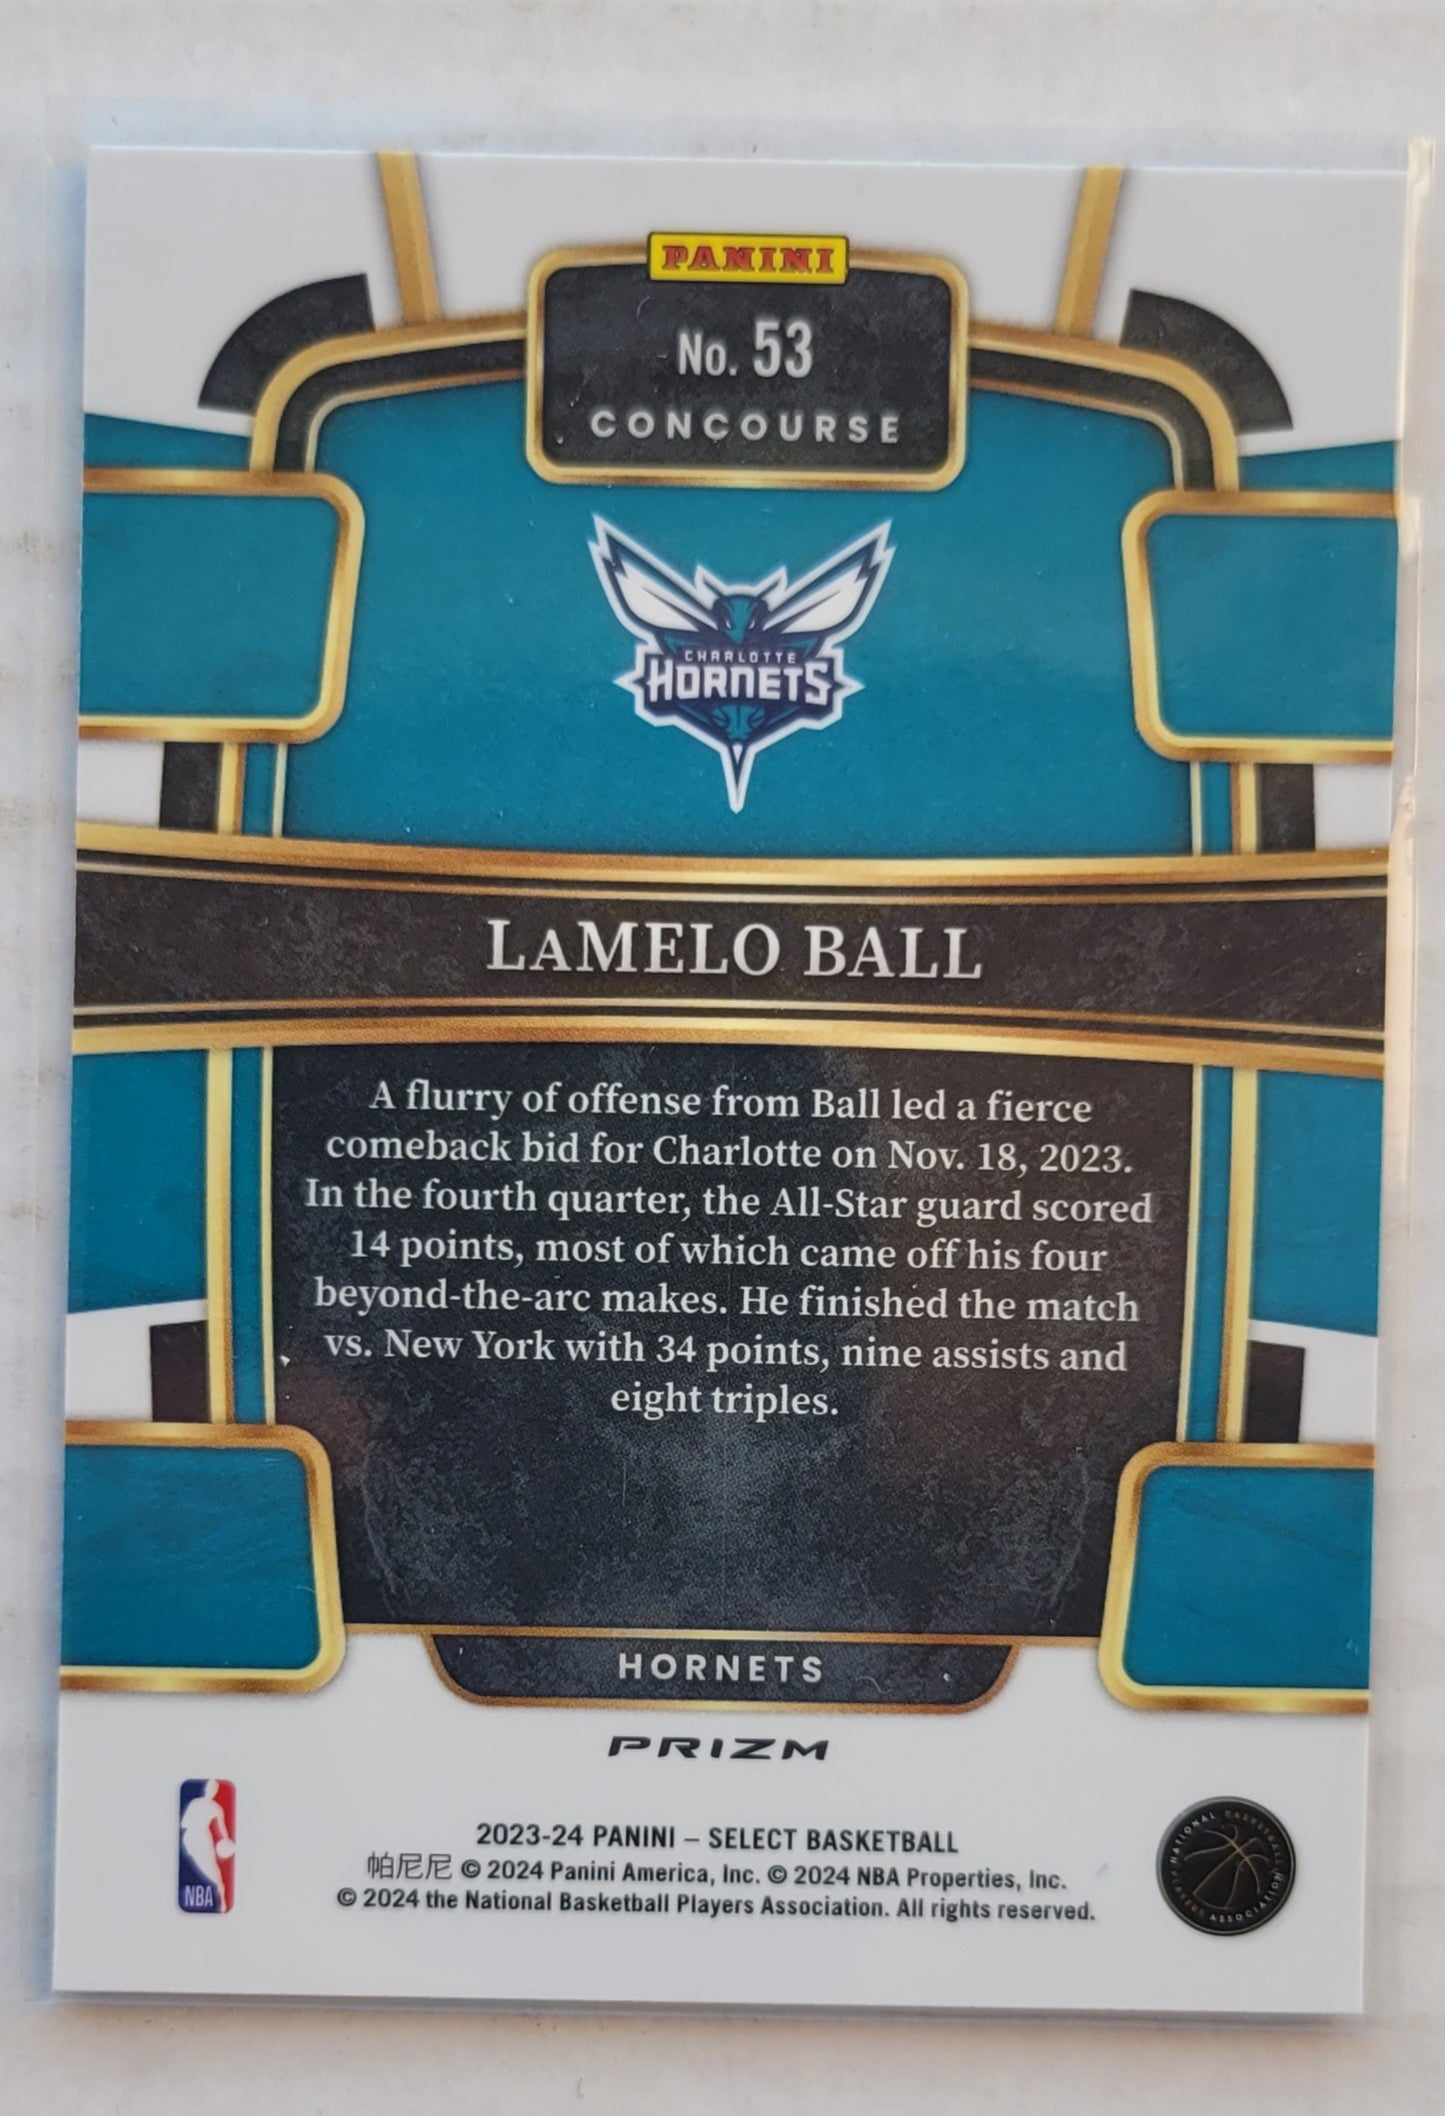 PANINI
No. 53
CONCOURSE
CHARLOTTE
HORNETS
LaMELO BALL
A flurry of offense from Ball led a fierce
comeback bid for Charlotte on Nov. 18, 2023.
In the fourth quarter, the All-Star guard scored
14 points, most of which came off his four
beyond-the-arc makes. He finished the match
vs. New York with 34 points, nine assists and
eight triples.
HORNETS
PRIZM
2023-24 PANINI – SELECT BASKETBALL
帕尼尼 © 2024 Panini America, Inc. © 2024 NBA Properties, Inc.
© 2024 the National Basketball Players Association. All rights reserved.
NBA
NATIONAL BASKETBALL
PLAYERS ASSOCIATION